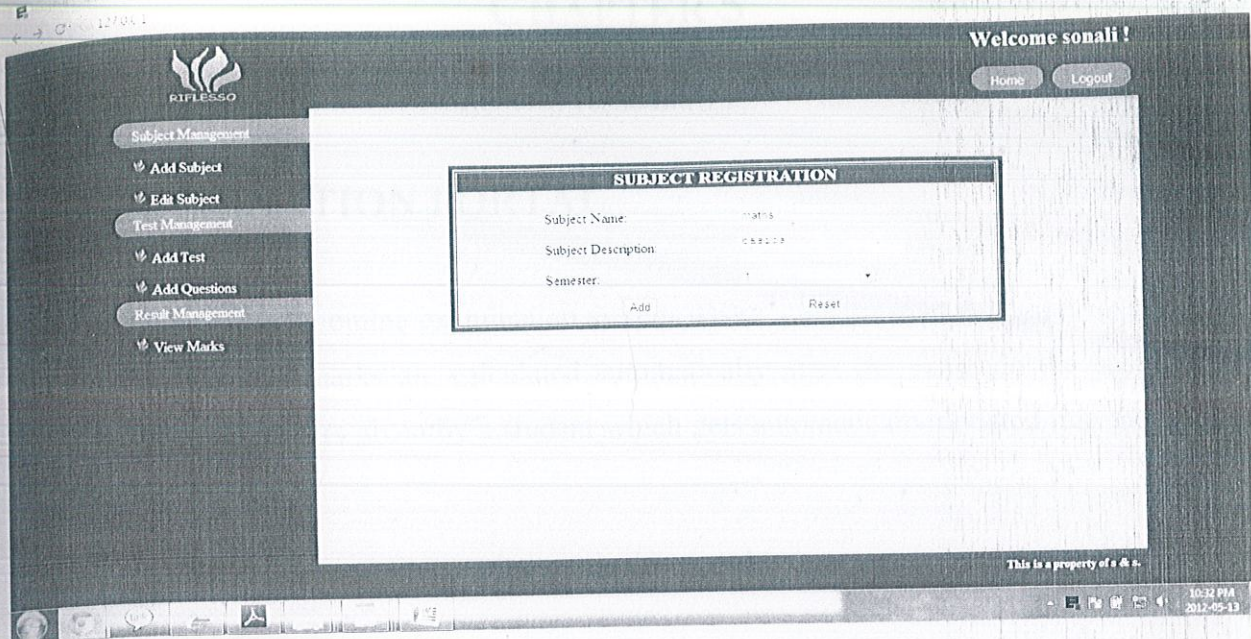 Welcome sonali !
Home
Logout
RIFLESSO
Subject Management
Add Subject
Edit Subject
Test Management
Add Test
Add Questions
Result Management
View Marks
SUBJECT REGISTRATION
Subject Name: maths
Subject Description:
Semester:
Add
Reset
This is a property of s & s.
10:32 PM
2012-05-13